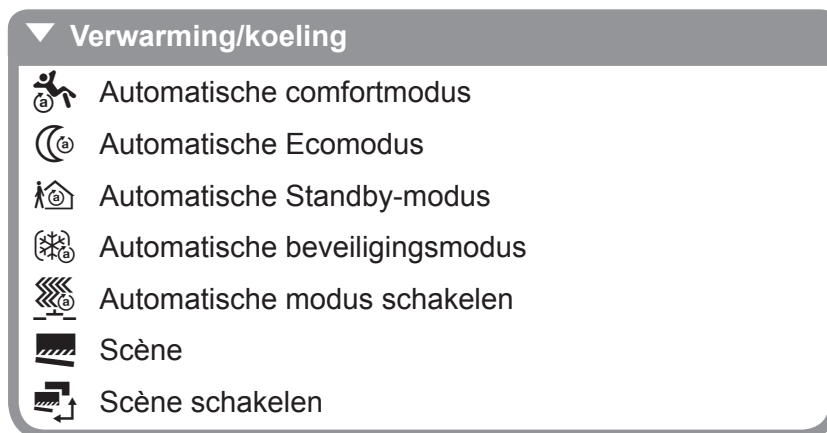 Verwarming/koeling
Automatische comfortmodus
Automatische Ecomodus
Automatische Standby-modus
Automatische beveiligingsmodus
Automatische modus schakelen
Scène
Scène schakelen